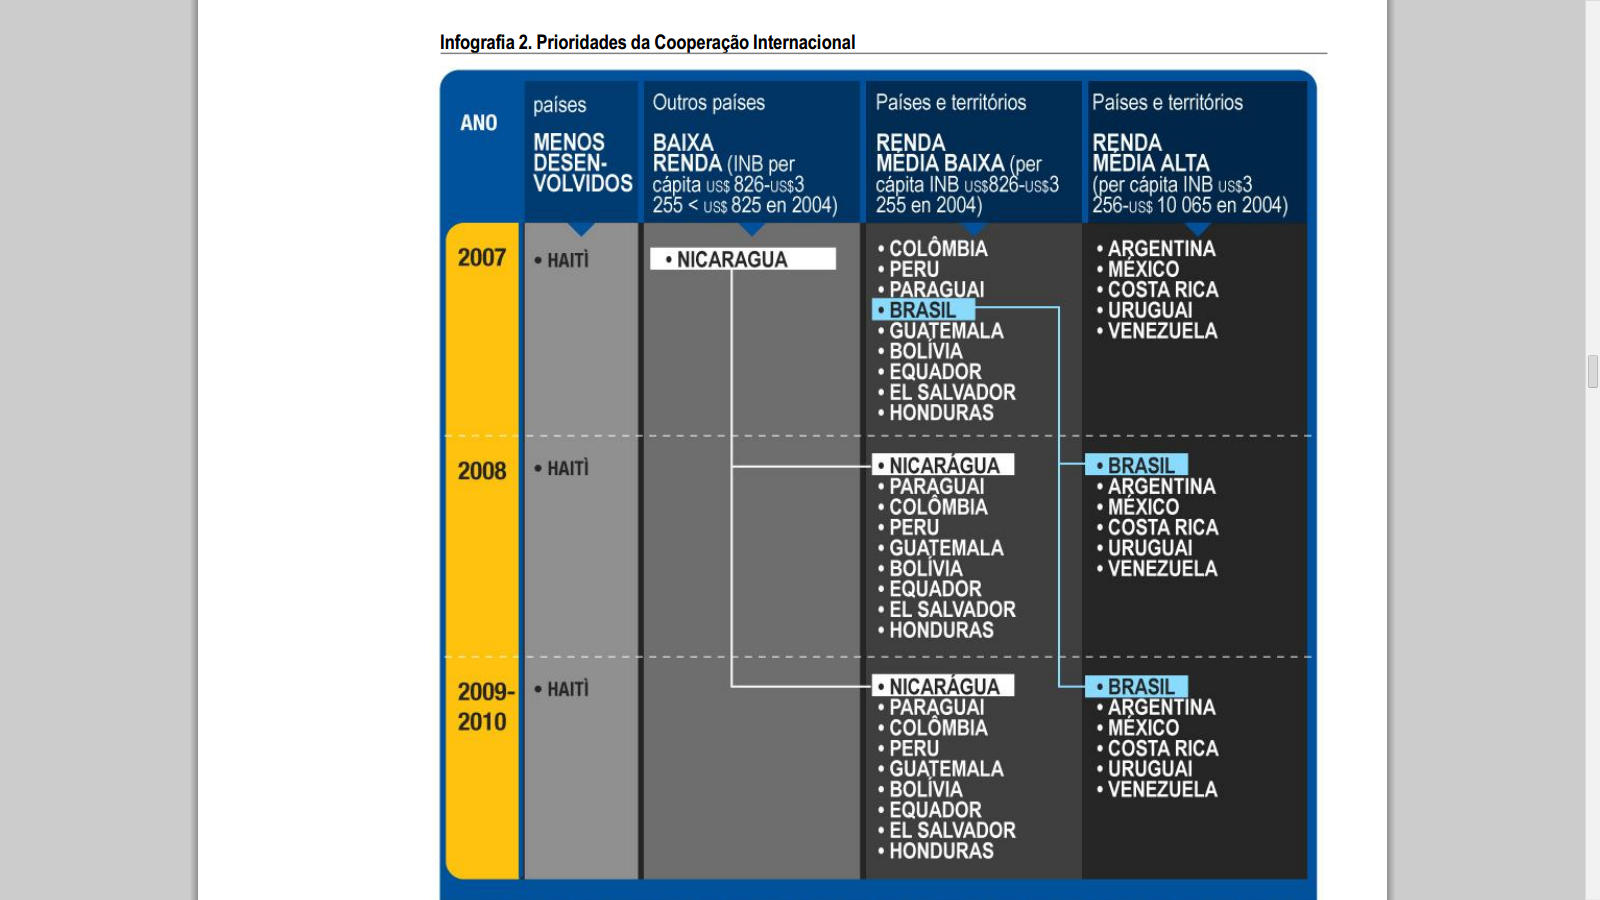 Infografia 2. Prioridades da Cooperação Internacional
ANO
países
MENOS
DESEN-
VOLVIDOS
Outros países
BAIXA
RENDA (INB per
cápita US$ 826-US$3
255 < US$ 825 en 2004)
Países e territórios
RENDA
MÉDIA BAIXA (per
cápita INB US$826-US$3
255 en 2004)
Países e territórios
RENDA
MÉDIA ALTA
(per cápita INB US$3
256-US$ 10 065 en 2004)
2007
• HAITÌ
• NICARAGUA
• COLÔMBIA
• PERU
• PARAGUAI
• BRASIL
• GUATEMALA
• BOLÍVIA
• EQUADOR
• EL SALVADOR
• HONDURAS
• ARGENTINA
• MÉXICO
• COSTA RICA
• URUGUAI
• VENEZUELA
2008
• HAITÌ
• NICARÁGUA
• PARAGUAI
• COLÔMBIA
• PERU
• GUATEMALA
• BOLÍVIA
• EQUADOR
• EL SALVADOR
• HONDURAS
• BRASIL
• ARGENTINA
• MÉXICO
• COSTA RICA
• URUGUAI
• VENEZUELA
2009-
2010
• HAITÌ
• NICARÁGUA
• PARAGUAI
• COLÔMBIA
• PERU
• GUATEMALA
• BOLÍVIA
• EQUADOR
• EL SALVADOR
• HONDURAS
• BRASIL
• ARGENTINA
• MÉXICO
• COSTA RICA
• URUGUAI
• VENEZUELA